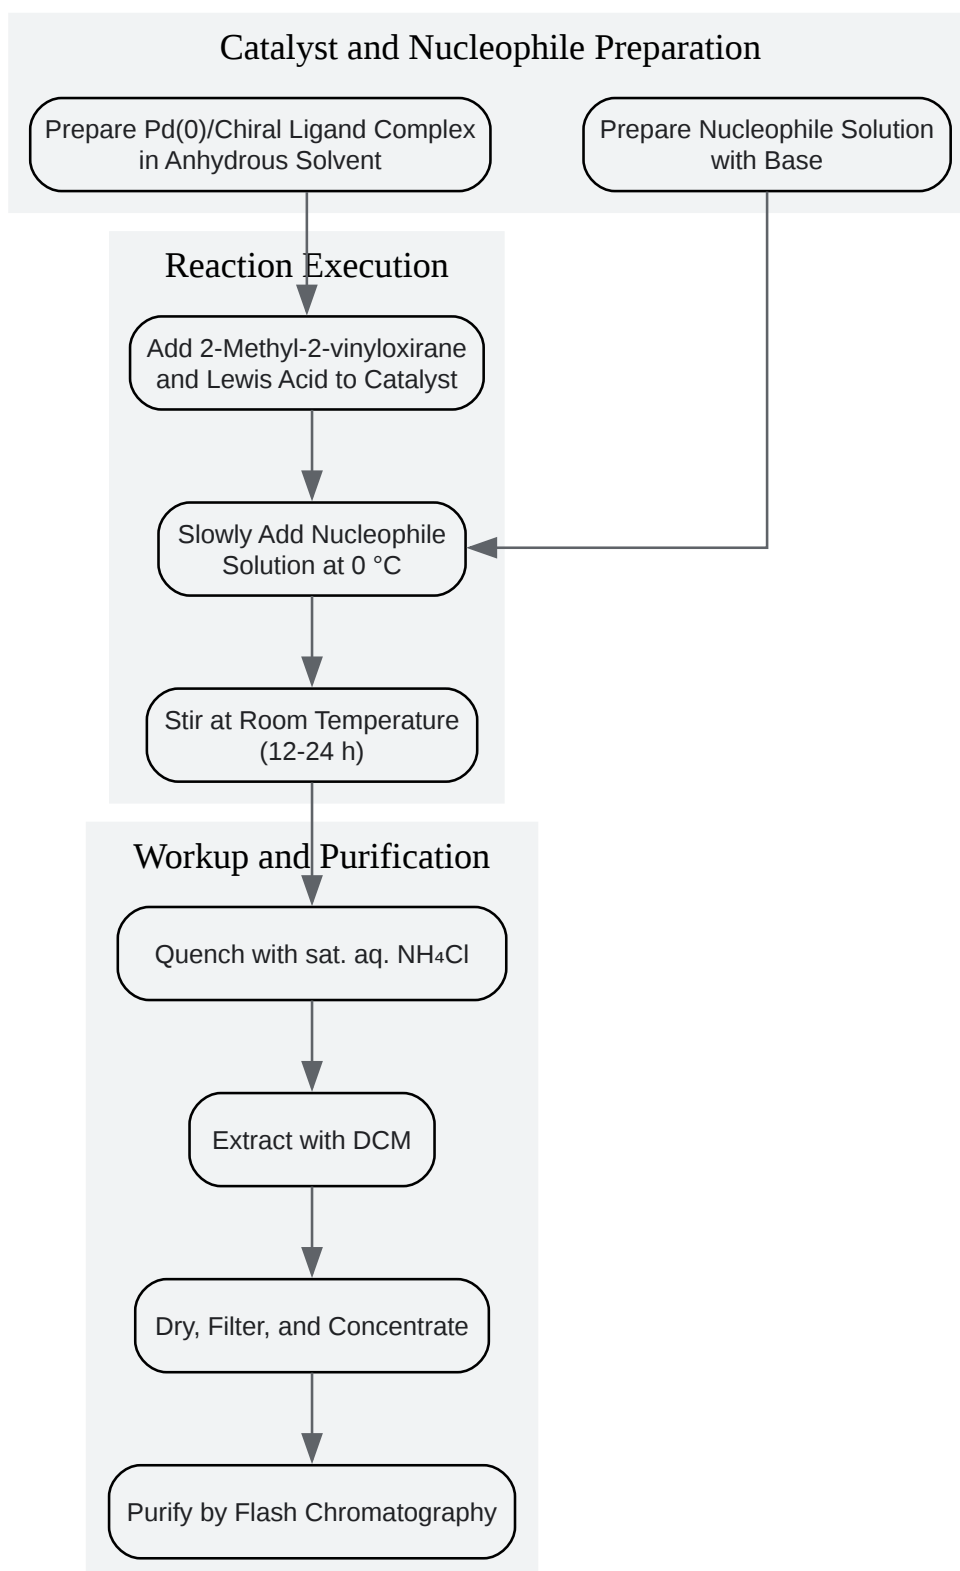 Catalyst and Nucleophile Preparation
Prepare Pd(0)/Chiral Ligand Complex
in Anhydrous Solvent
Prepare Nucleophile Solution
with Base
Reaction Execution
Add 2-Methyl-2-vinyloxirane
and Lewis Acid to Catalyst
Slowly Add Nucleophile
Solution at 0 °C
Stir at Room Temperature
(12-24 h)
Workup and Purification
Quench with sat. aq. NH₄Cl
Extract with DCM
Dry, Filter, and Concentrate
Purify by Flash Chromatography